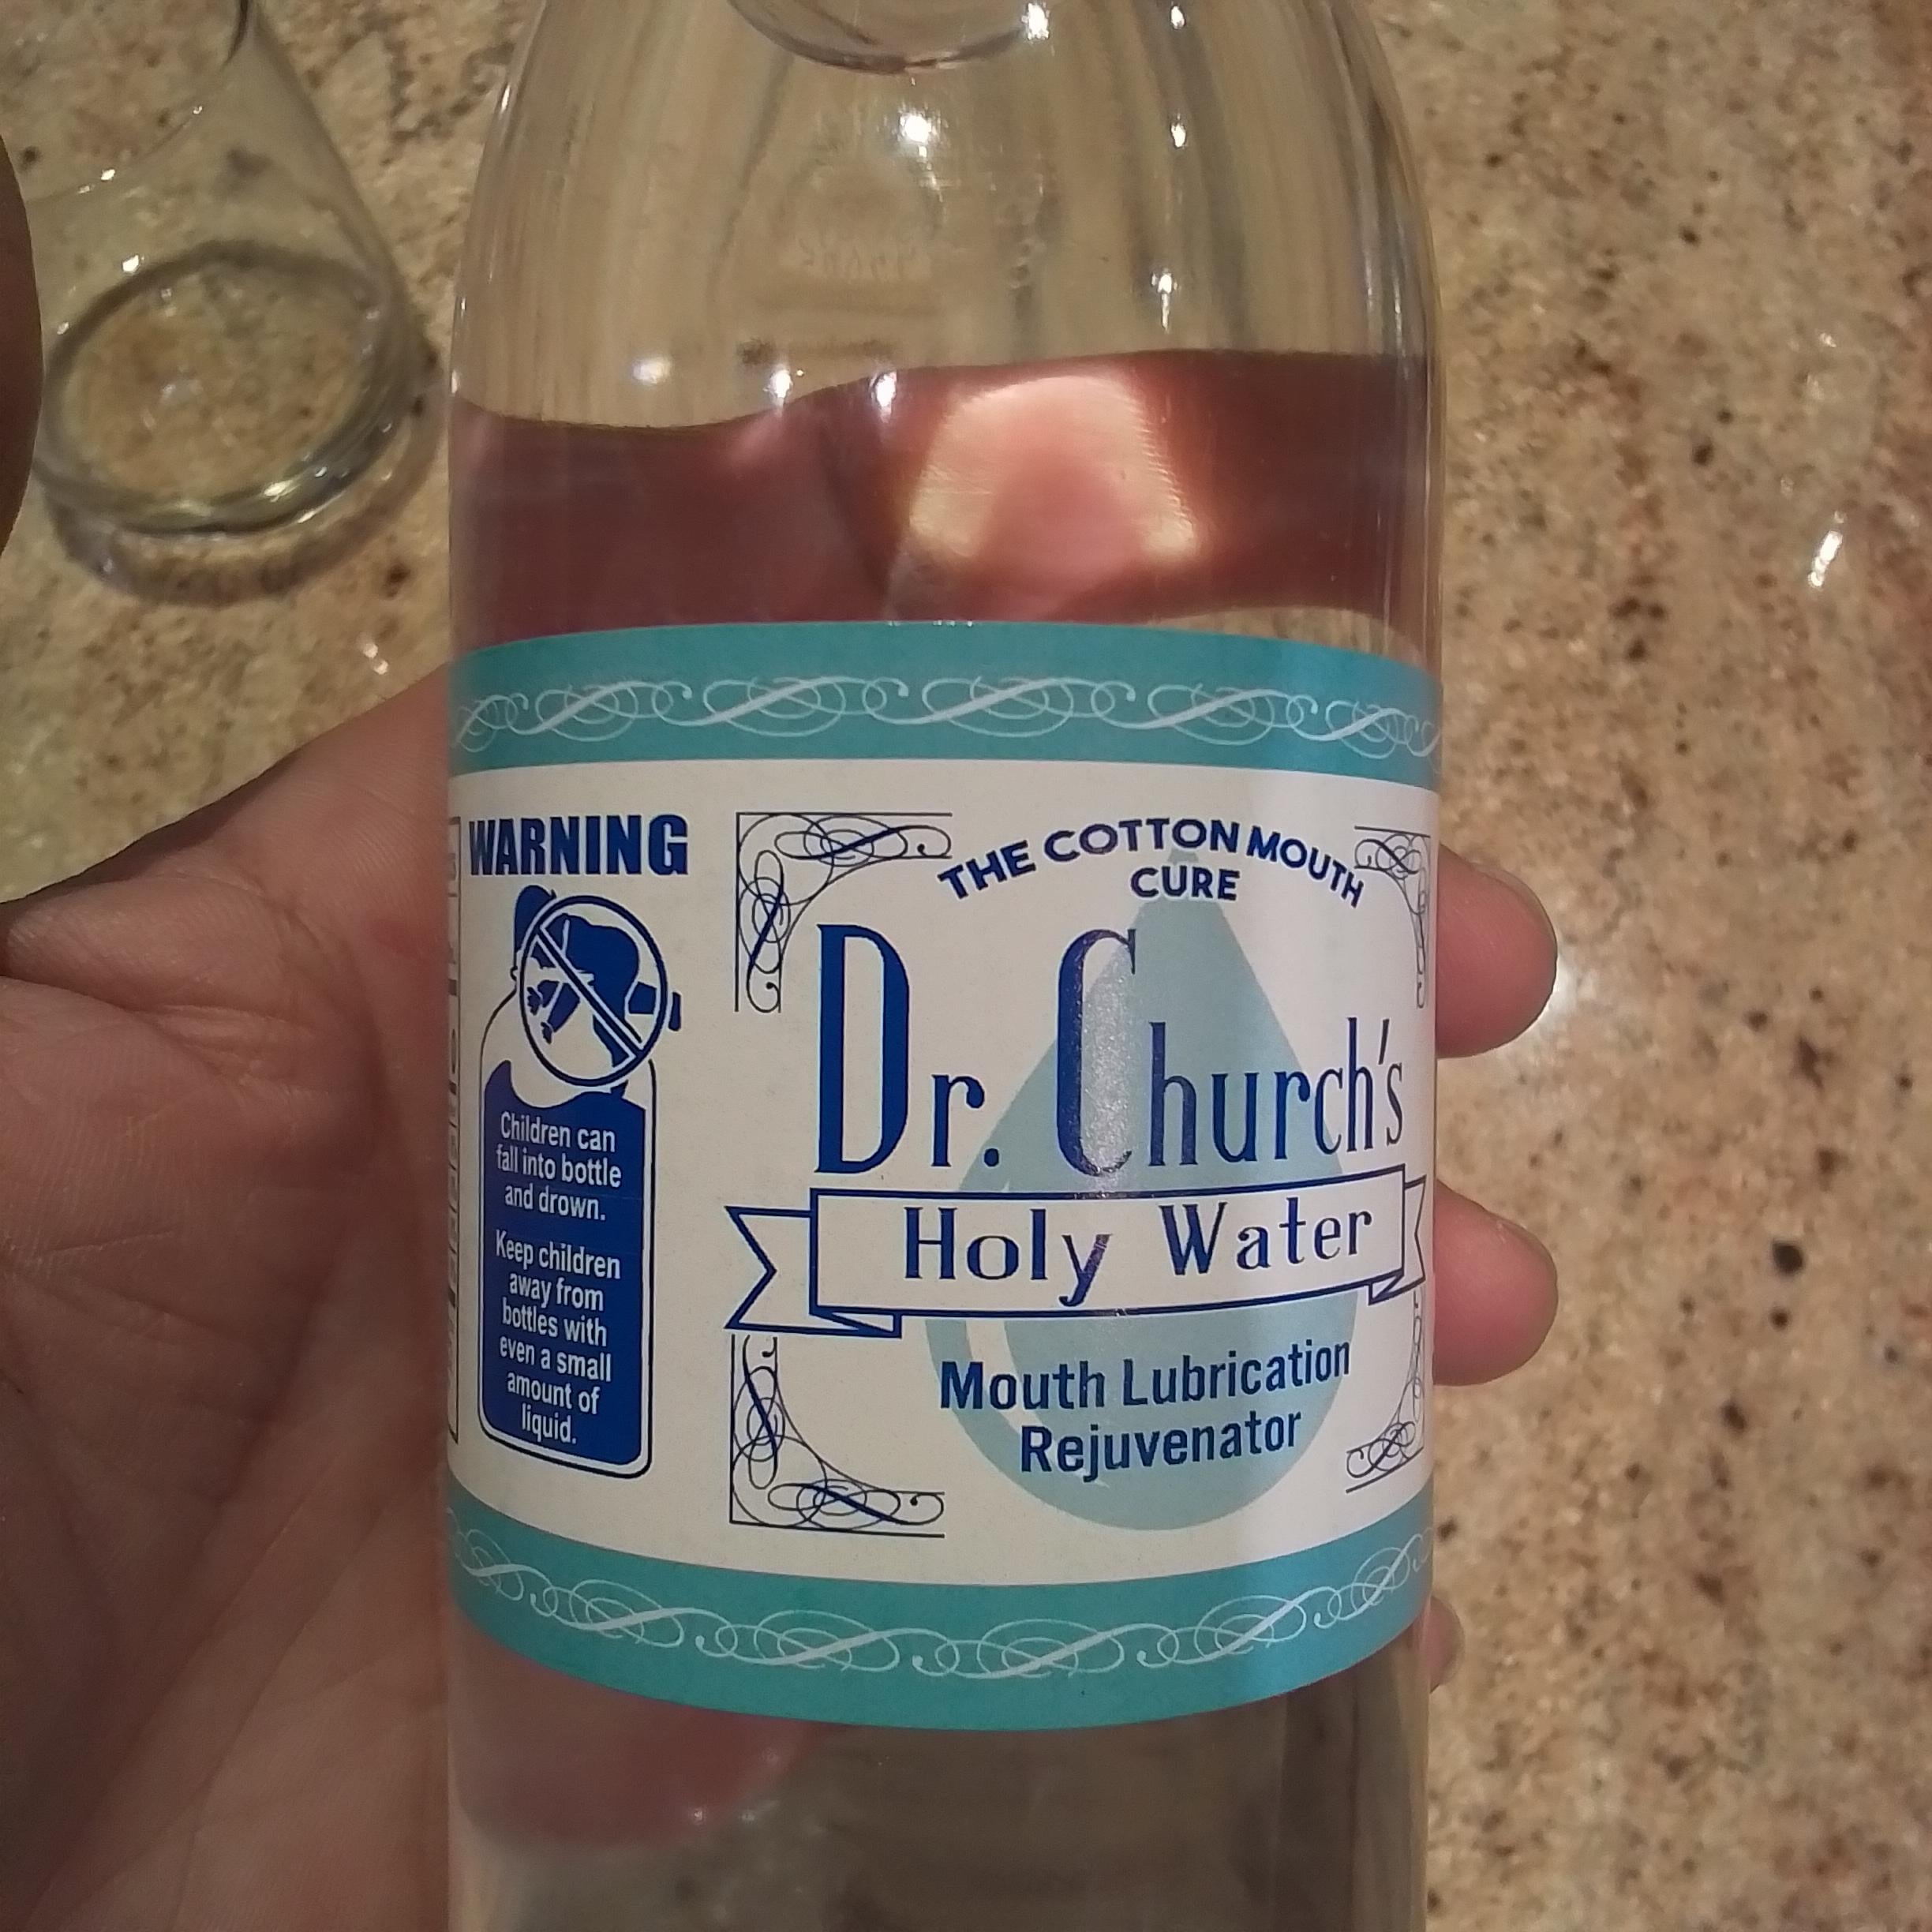 WARNING
Children can
fall into bottle
and drown.
Keep children
away from
bottles with
even a small
amount of
liquid.
THE COTTON MOUTH
CURE
Dr. Church's
Holy Water
Mouth Lubrication
Rejuvenator